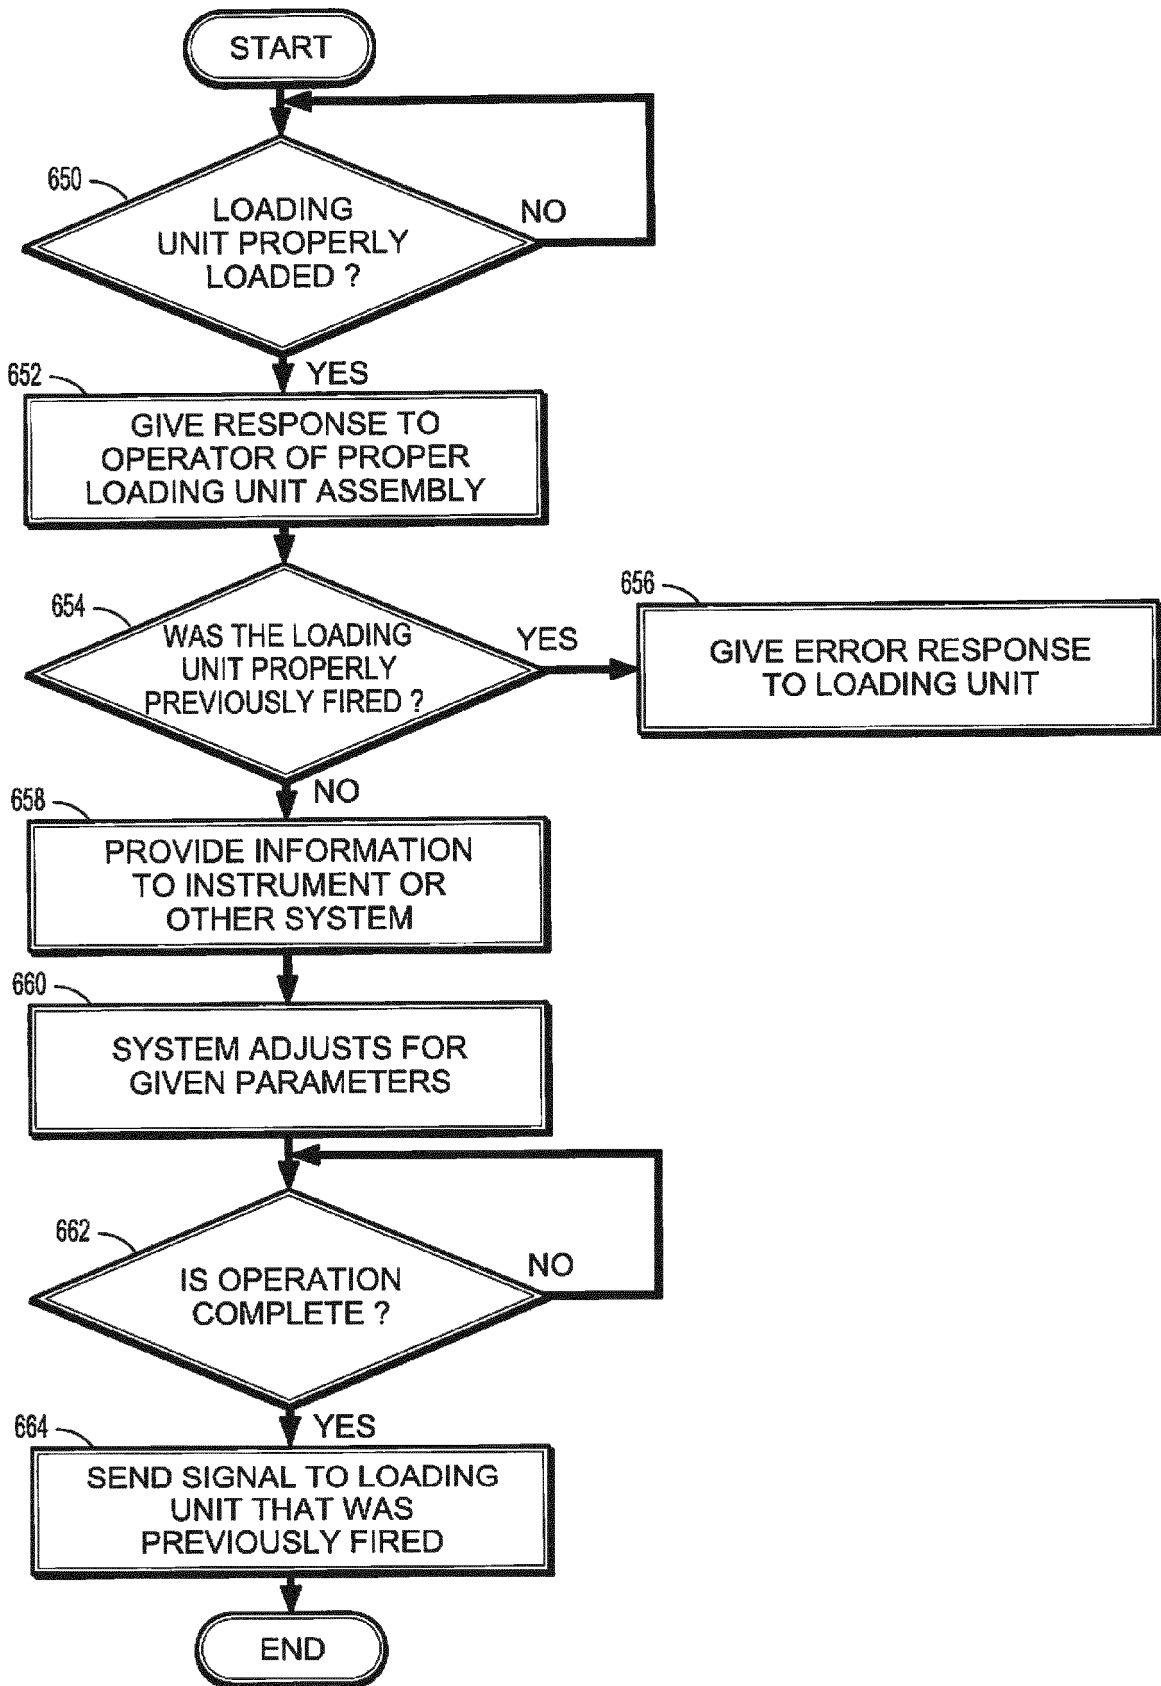 START
650
LOADING
UNIT PROPERLY
LOADED ?
NO
YES
652
GIVE RESPONSE TO
OPERATOR OF PROPER
LOADING UNIT ASSEMBLY
654
WAS THE LOADING
UNIT PROPERLY
PREVIOUSLY FIRED ?
YES
656
GIVE ERROR RESPONSE
TO LOADING UNIT
NO
658
PROVIDE INFORMATION
TO INSTRUMENT OR
OTHER SYSTEM
660
SYSTEM ADJUSTS FOR
GIVEN PARAMETERS
662
IS OPERATION
COMPLETE ?
NO
YES
664
SEND SIGNAL TO LOADING
UNIT THAT WAS
PREVIOUSLY FIRED
END